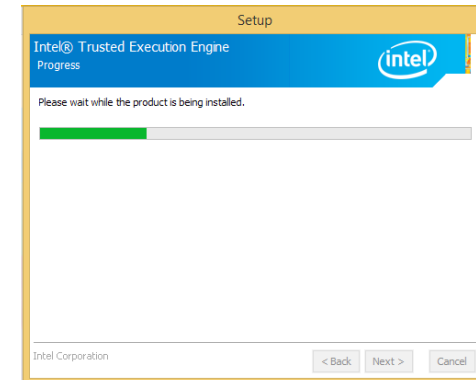 Setup
Intel® Trusted Execution Engine
Progress
intel
Please wait while the product is being installed.
Intel Corporation
< Back Next > Cancel